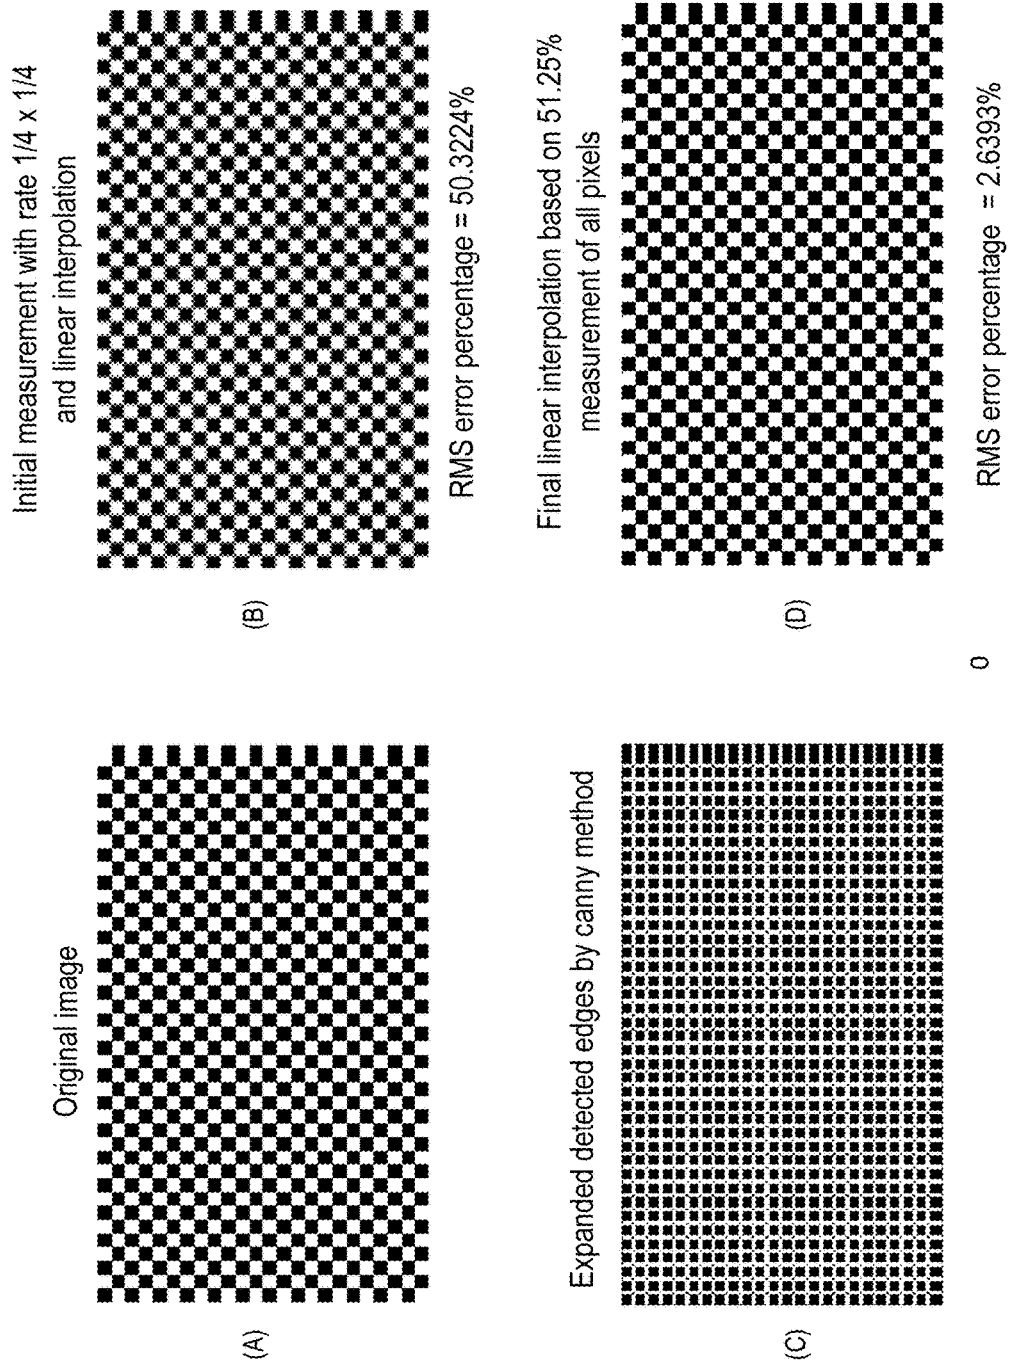 Original image
(A)
Initial measurement with rate 1/4 x 1/4
and linear interpolation
(B)
RMS error percentage = 50.3224%
Expanded detected edges by canny method
(C)
Final linear interpolation based on 51.25%
measurement of all pixels
(D)
RMS error percentage = 2.6393%
0